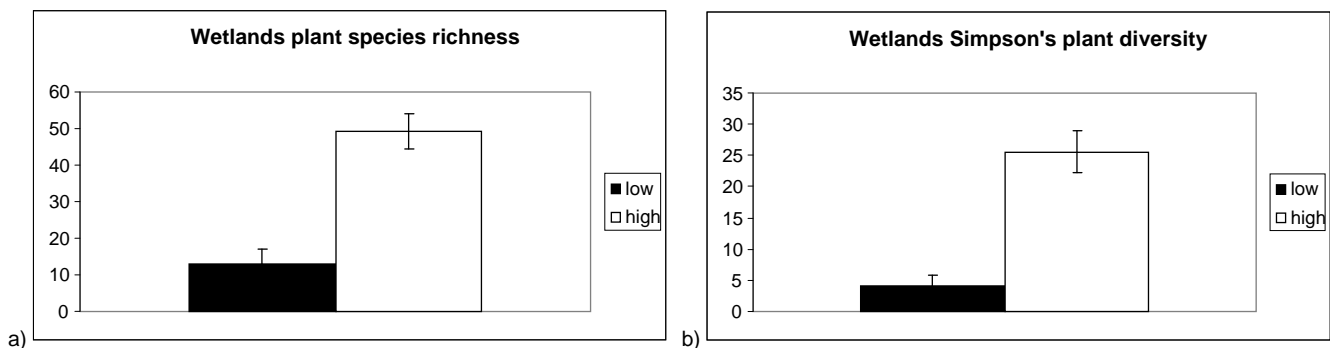 Wetlands plant species richness
60
50
40
30
20
10
0
low
high
a)
Wetlands Simpson's plant diversity
35
30
25
20
15
10
5
0
low
high
b)